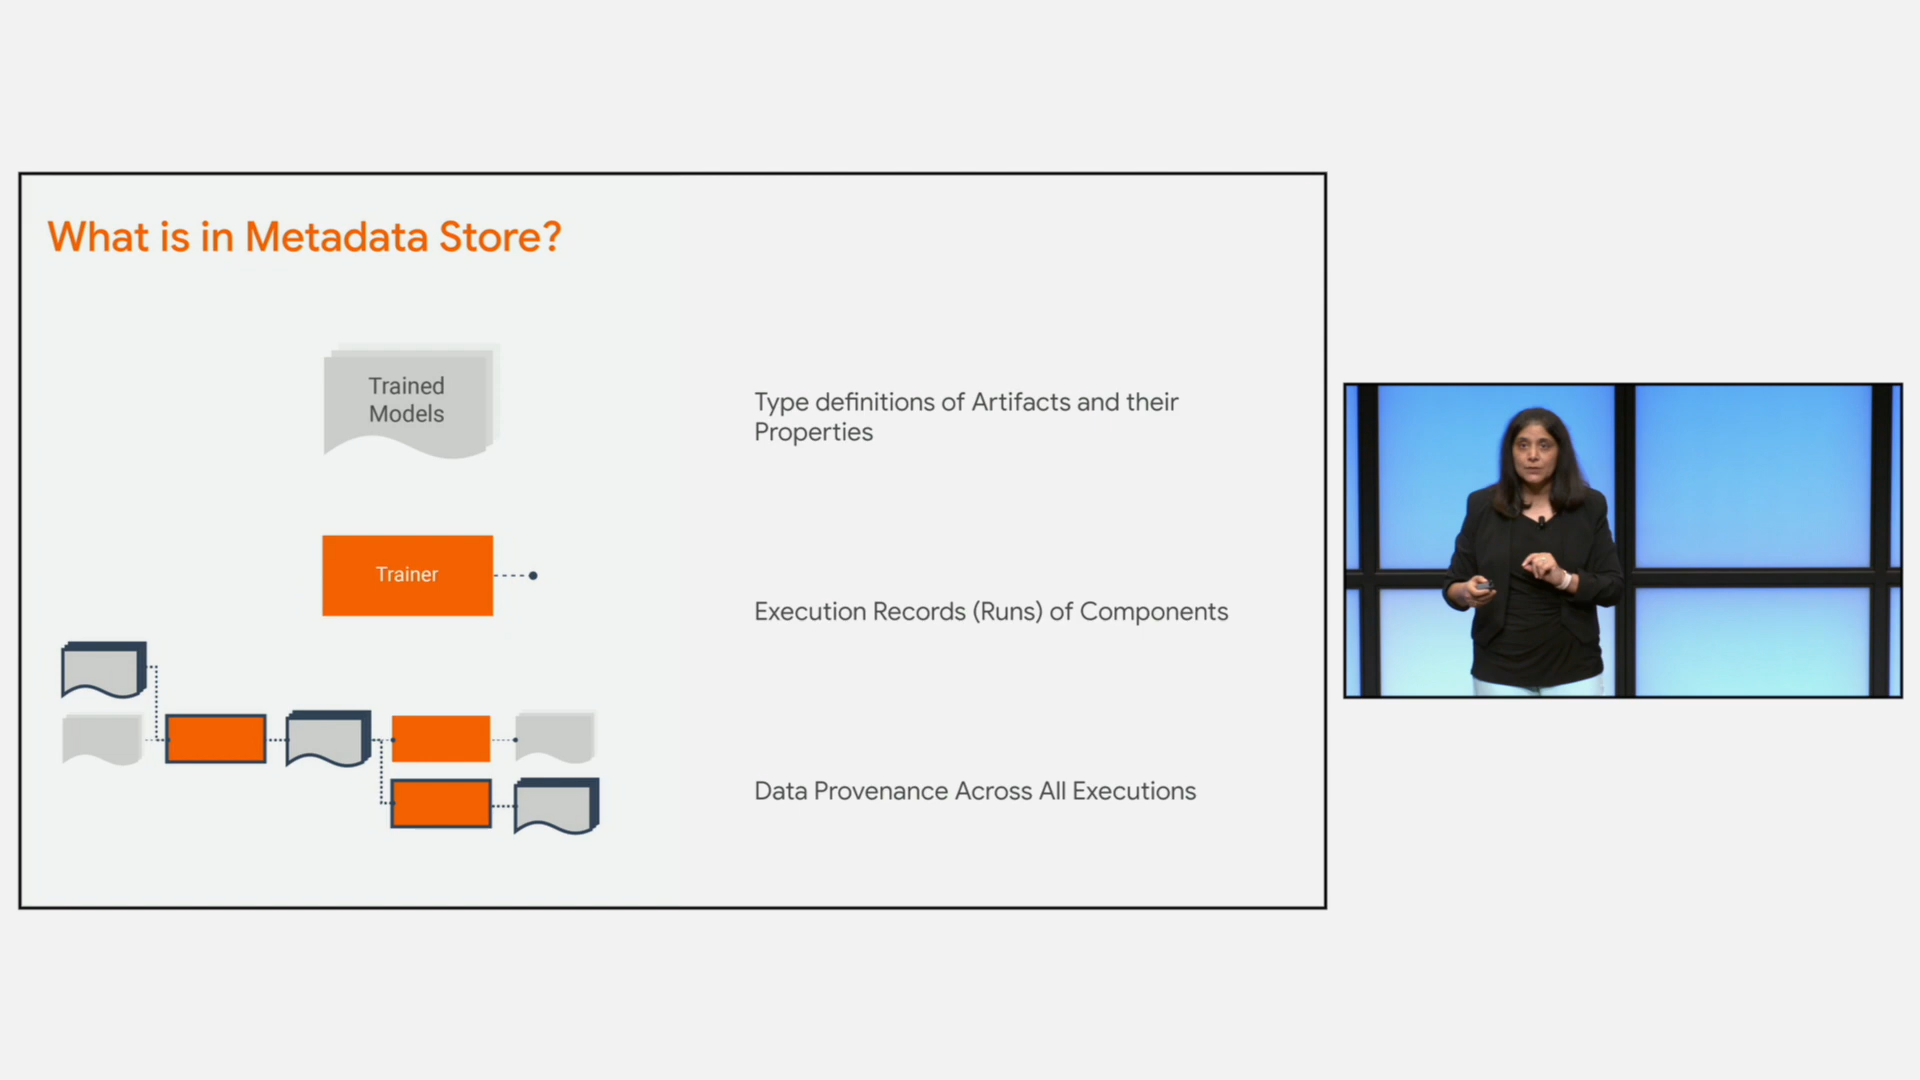 What is in Metadata Store?
Trained
Models
Type definitions of Artifacts and their
Properties
Trainer
Execution Records (Runs) of Components
Data Provenance Across All Executions